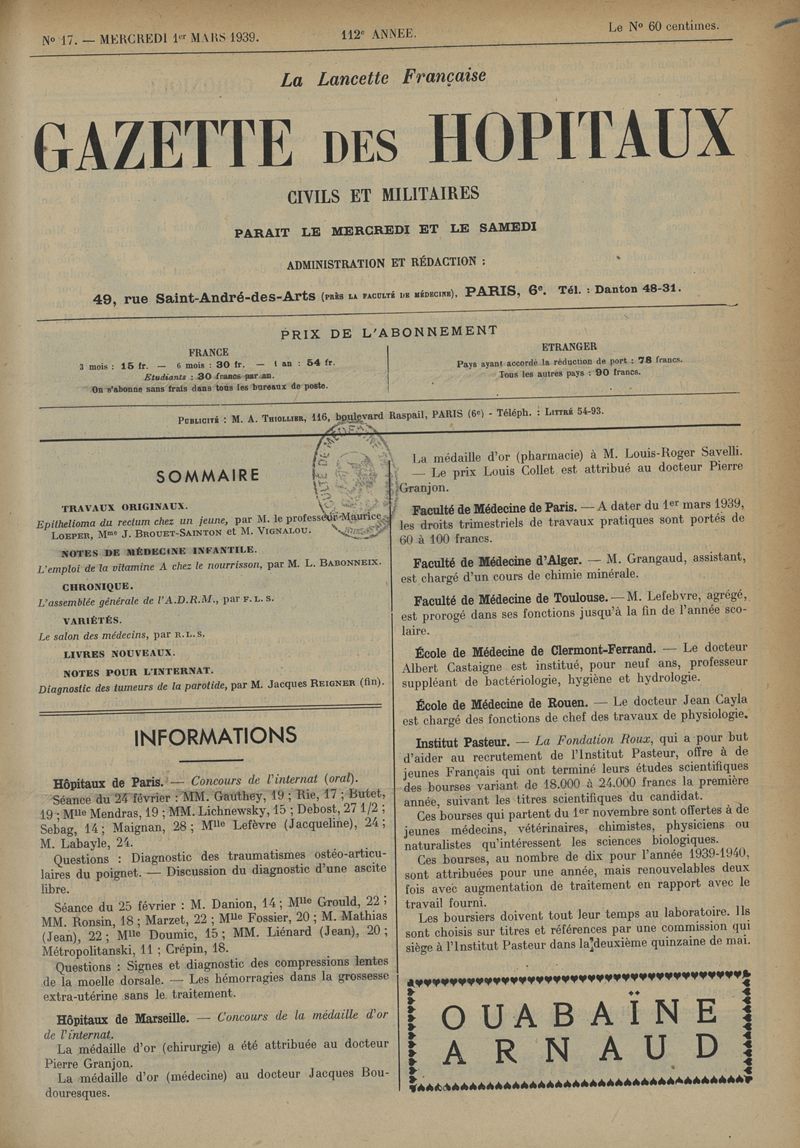 N° 17. — MERCREDI 1er MARS 1939.
112e ANNEE.
Le N° 60 centimes.
La Lancette Française
GAZETTE DES HOPITAUX
CIVILS ET MILITAIRES
PARAIT LE MERCREDI ET LE SAMEDI
ADMINISTRATION ET RÉDACTION :
49, rue Saint-André-des-Arts (PRÈS LA FACULTÉ DE MÉDECINE), PARIS, 6e. Tél. : Danton 48-31.
PRIX DE L'ABONNEMENT
FRANCE
3 mois : 15 fr. — 6 mois : 30 fr. — 1 an : 54 fr.
Etudiants : 30 francs par an.
On s'abonne sans frais dans tous les bureaux de poste.
ETRANGER
Pays ayant accordé la réduction de port : 78 francs.
Tous les autres pays : 90 francs.
PUBLICITÉ : M. A. THIOLLIER, 116, boulevard Raspail, PARIS (6e) - Téléph. : LITTRÉ 54-93.
SOMMAIRE
TRAVAUX ORIGINAUX.
Epithelioma du rectum chez un jeune, par M. le professeur Maurice
LOEPER, Mme J. BROUET-SAINTON et M. VIGNALOU.
NOTES DE MÉDECINE INFANTILE.
L'emploi de la vitamine A chez le nourrisson, par M. L. BABONNEIX.
CHRONIQUE.
L'assemblée générale de l'A.D.R.M., par F.L.S.
VARIÉTÉS.
Le salon des médecins, par R.L.S.
LIVRES NOUVEAUX.
NOTES POUR L'INTERNAT.
Diagnostic des tumeurs de la parotide, par M. Jacques REIGNER (fin).
INFORMATIONS
Hôpitaux de Paris. — Concours de l'internat (oral).
Séance du 24 février : MM. Gauthey, 19 ; Rie, 17 ; Butet,
19 ; Mlle Mendras, 19 ; MM. Lichnewsky, 15 ; Debost, 27 1/2 ;
Sebag, 14 ; Maignan, 28 ; Mlle Lefèvre (Jacqueline), 24 ;
M. Labayle, 24.
Questions : Diagnostic des traumatismes ostéo-articu-
laires du poignet. — Discussion du diagnostic d'une ascite
libre.
Séance du 25 février : M. Danion, 14 ; Mlle Grould, 22 ;
MM. Ronsin, 18 ; Marzet, 22 ; Mlle Fossier, 20 ; M. Mathias
(Jean), 22 ; Mlle Doumic, 15 ; MM. Liénard (Jean), 20 ;
Métropolitanski, 11 ; Crépin, 18.
Questions : Signes et diagnostic des compressions lentes
de la moelle dorsale. — Les hémorragies dans la grossesse
extra-utérine sans le traitement.
Hôpitaux de Marseille. — Concours de la médaille d'or
de l'internat.
La médaille d'or (chirurgie) a été attribuée au docteur
Pierre Granjon.
La médaille d'or (médecine) au docteur Jacques Bou-
douresques.
La médaille d'or (pharmacie) à M. Louis-Roger Savelli.
— Le prix Louis Collet est attribué au docteur Pierre
Granjon.
Faculté de Médecine de Paris. — A dater du 1er mars 1939,
les droits trimestriels de travaux pratiques sont portés de
60 à 100 francs.
Faculté de Médecine d'Alger. — M. Grangaud, assistant,
est chargé d'un cours de chimie minérale.
Faculté de Médecine de Toulouse. — M. Lefebvre, agrégé,
est prorogé dans ses fonctions jusqu'à la fin de l'année sco-
laire.
École de Médecine de Clermont-Ferrand. — Le docteur
Albert Castaigne est institué, pour neuf ans, professeur
suppléant de bactériologie, hygiène et hydrologie.
École de Médecine de Rouen. — Le docteur Jean Cayla
est chargé des fonctions de chef des travaux de physiologie.
Institut Pasteur. — La Fondation Roux, qui a pour but
d'aider au recrutement de l'Institut Pasteur, offre à de
jeunes Français qui ont terminé leurs études scientifiques
des bourses variant de 18.000 à 24.000 francs la première
année, suivant les titres scientifiques du candidat.
Ces bourses qui partent du 1er novembre sont offertes à de
jeunes médecins, vétérinaires, chimistes, physiciens ou
naturalistes qu'intéressent les sciences biologiques.
Ces bourses, au nombre de dix pour l'année 1939-1940,
sont attribuées pour une année, mais renouvelables deux
fois avec augmentation de traitement en rapport avec le
travail fourni.
Les boursiers doivent tout leur temps au laboratoire. Ils
sont choisis sur titres et références par une commission qui
siège à l'Institut Pasteur dans la deuxième quinzaine de mai.
OUABAÏNE
ARNAUD